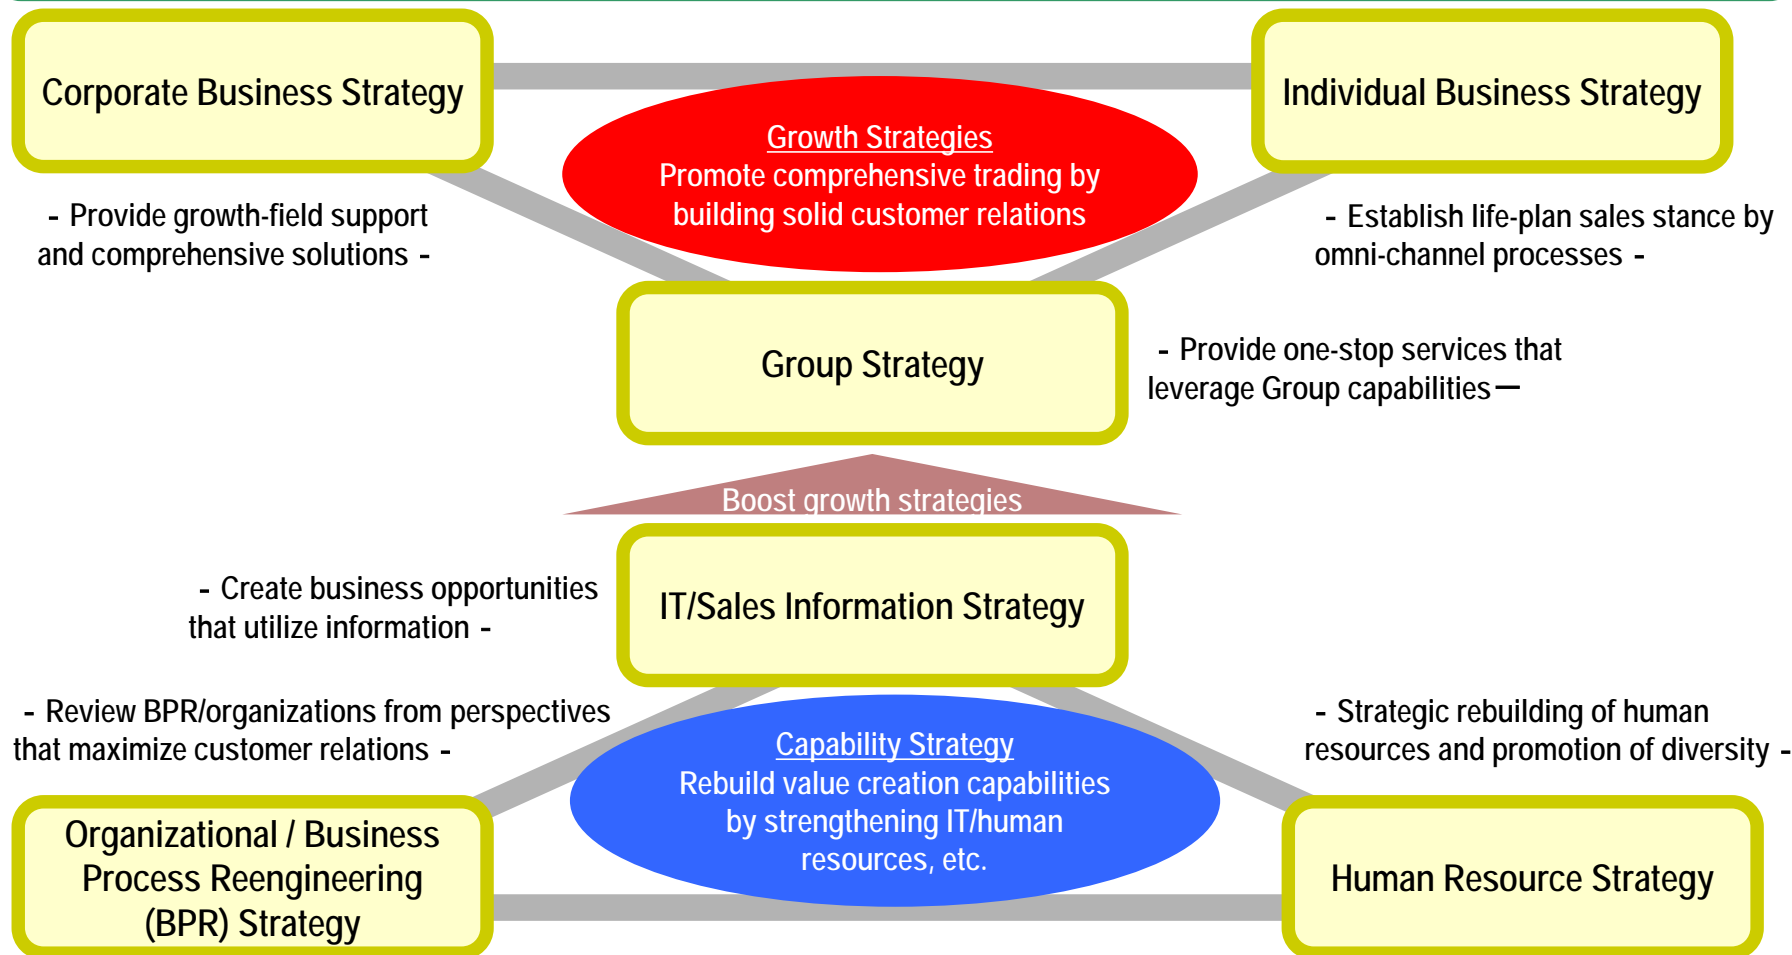 Corporate Business Strategy
Individual Business Strategy
Growth Strategies
Promote comprehensive trading by
building solid customer relations
- Provide growth-field support
and comprehensive solutions -
- Establish life-plan sales stance by
omni-channel processes -
Group Strategy
- Provide one-stop services that
leverage Group capabilities—
Boost growth strategies
- Create business opportunities
that utilize information -
IT/Sales Information Strategy
- Review BPR/organizations from perspectives
that maximize customer relations -
- Strategic rebuilding of human
resources and promotion of diversity -
Capability Strategy
Rebuild value creation capabilities
by strengthening IT/human
resources, etc.
Organizational / Business
Process Reengineering
(BPR) Strategy
Human Resource Strategy